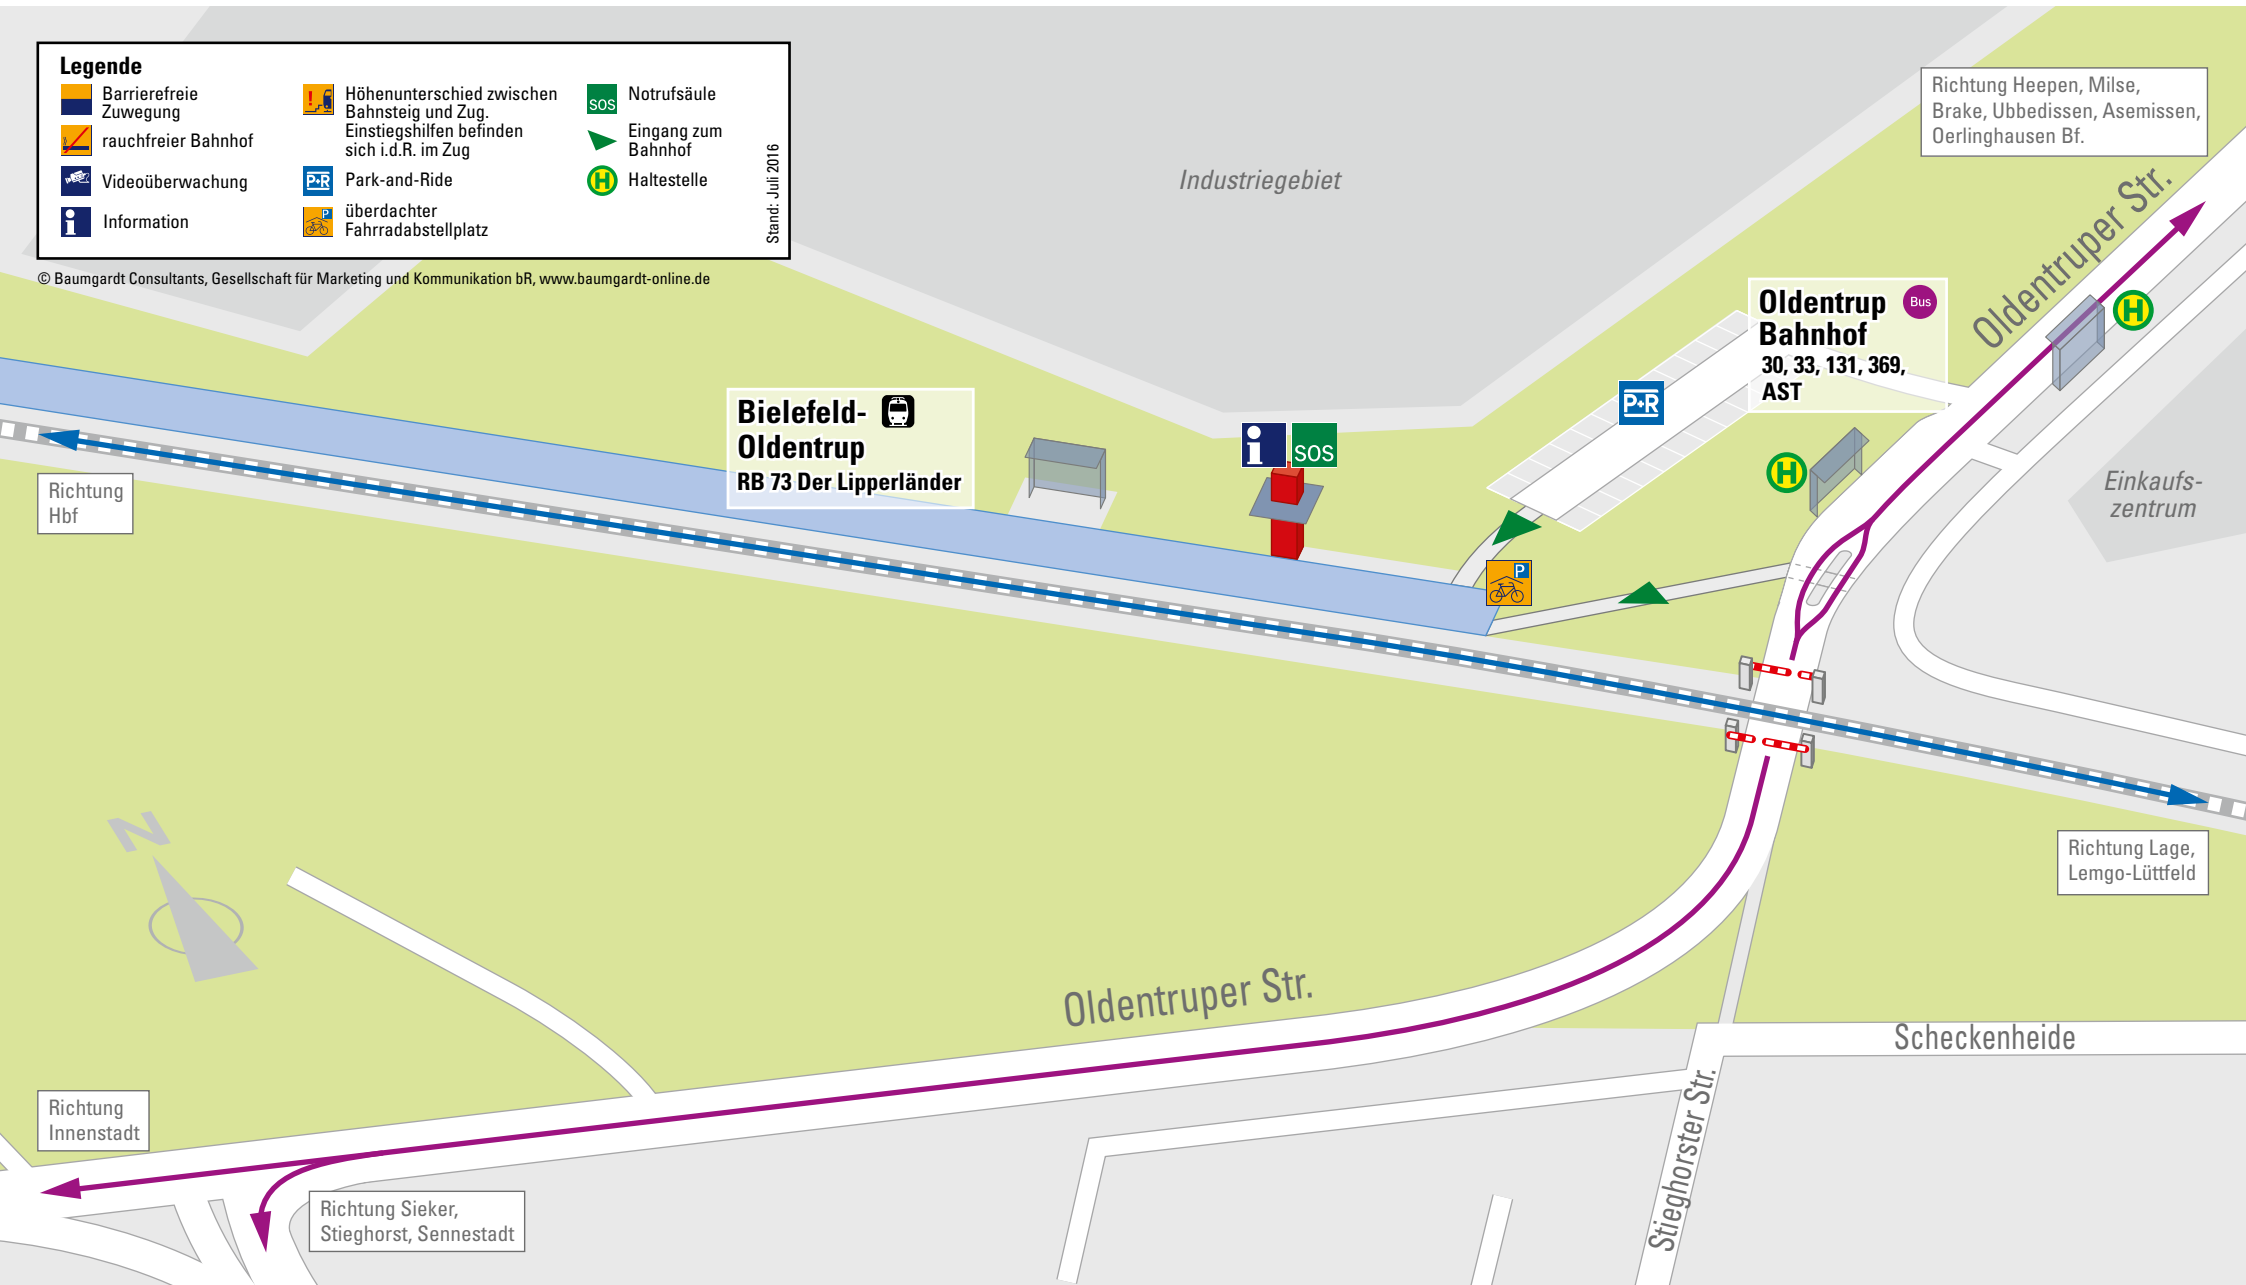 Legende
Barrierefreie
Zuwegung
rauchfreier Bahnhof
Videoüberwachung
i
Information
!
Höhenunterschied zwischen
Bahnsteig und Zug.
Einstiegshilfen befinden
sich i.d.R. im Zug
P+R
Park-and-Ride
P
überdachter
Fahrradabstellplatz
SOS
Notrufsäule
Eingang zum
Bahnhof
H
Haltestelle
Stand: Juli 2016
© Baumgardt Consultants, Gesellschaft für Marketing und Kommunikation bR, www.baumgardt-online.de
Industriegebiet
Richtung Heepen, Milse,
Brake, Ubbedissen, Asemissen,
Oerlinghausen Bf.
Oldentruper Str.
Oldentrup
Bus
Bahnhof
30, 33, 131, 369,
AST
H
P+R
Bielefeld-
Oldentrup
RB 73 Der Lipperländer
i
SOS
H
Einkaufs-
zentrum
Richtung
Hbf
P
Richtung Lage,
Lemgo-Lüttfeld
N
Oldentruper Str.
Scheckenheide
Stieghorster Str.
Richtung
Innenstadt
Richtung Sieker,
Stieghorst, Sennestadt